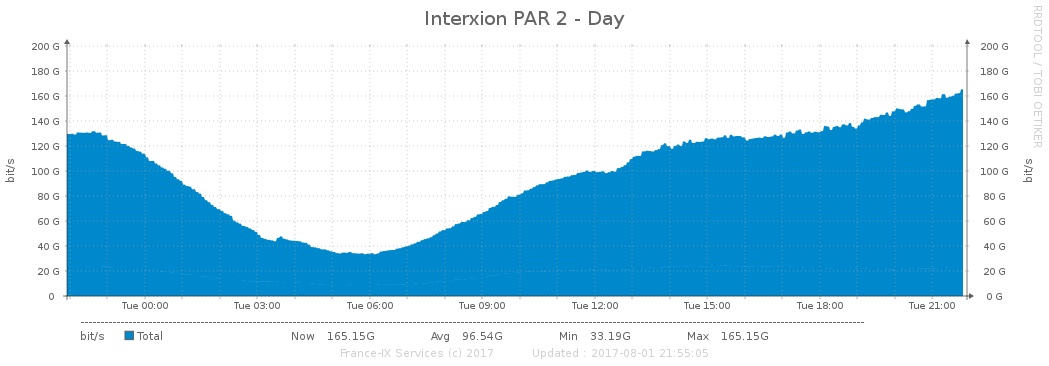 Interxion PAR 2 - Day
RRDTOOL / TOBI OETIKER
200 G 200 G
180 G 180 G
160 G 160 G
140 G 140 G
120 G 120 G
100 G 100 G
80 G 80 G
60 G 60 G
40 G 40 G
20 G 20 G
0 0 G
bit/s bit/s
Tue 00:00 Tue 03:00 Tue 06:00 Tue 09:00 Tue 12:00 Tue 15:00 Tue 18:00 Tue 21:00
bit/s Total Now 165.15G Avg 96.54G Min 33.19G Max 165.15G
France-IX Services (c) 2017 Updated : 2017-08-01 21:55:05